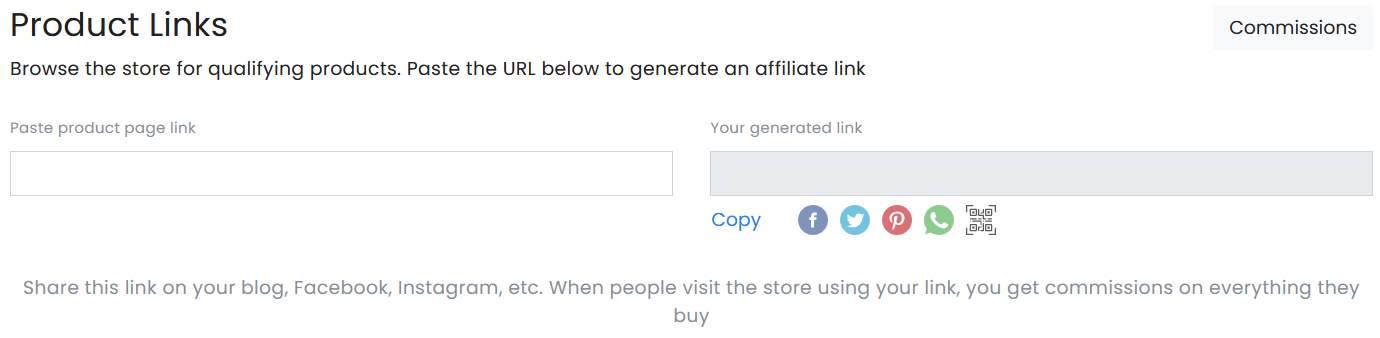 Product Links
Commissions
Browse the store for qualifying products. Paste the URL below to generate an affiliate link
Paste product page link
Your generated link
Copy
Share this link on your blog, Facebook, Instagram, etc. When people visit the store using your link, you get commissions on everything they
buy